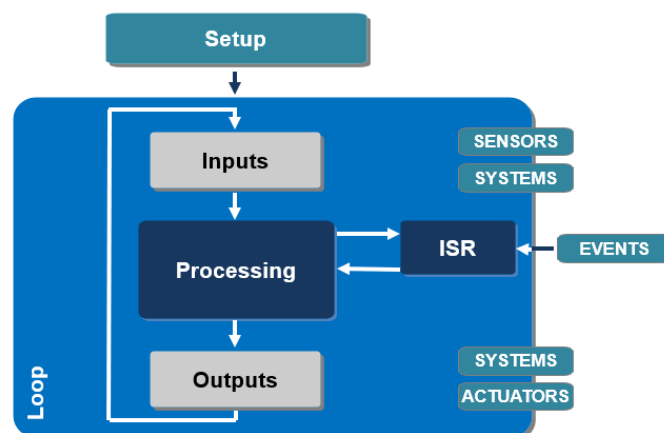 Setup
Inputs
SENSORS
SYSTEMS
Processing
ISR
EVENTS
Outputs
SYSTEMS
ACTUATORS
Loop